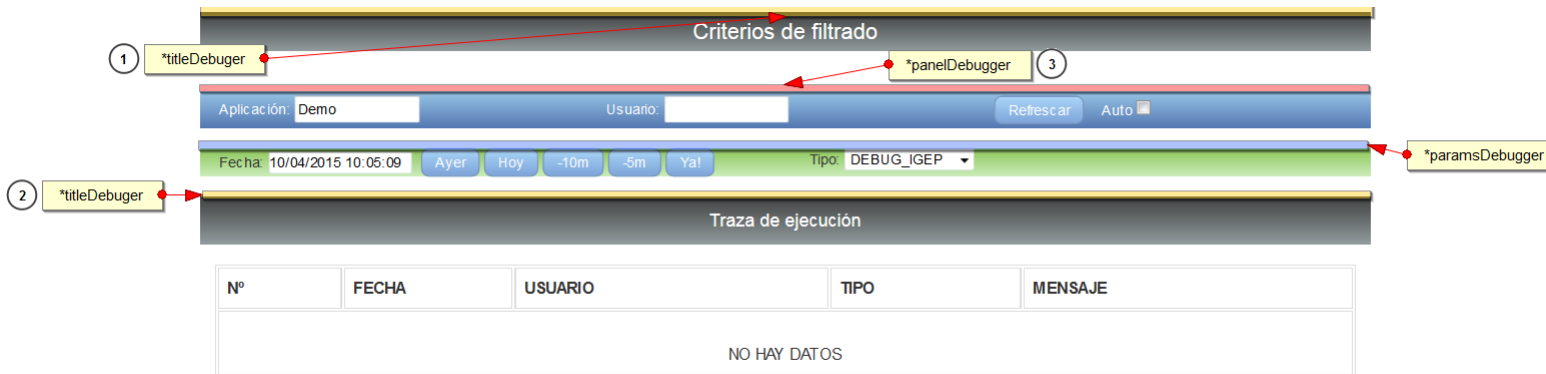 Criterios de filtrado
1 *titleDebuger
*panelDebugger 3
Aplicación: Demo Usuario: Refrescar Auto
Fecha: 10/04/2015 10:05:09 Ayer Hoy -10m -5m Ya! Tipo: DEBUG_IGEP
*paramsDebugger
2 *titleDebuger
Traza de ejecución
Nº FECHA USUARIO TIPO MENSAJE
NO HAY DATOS